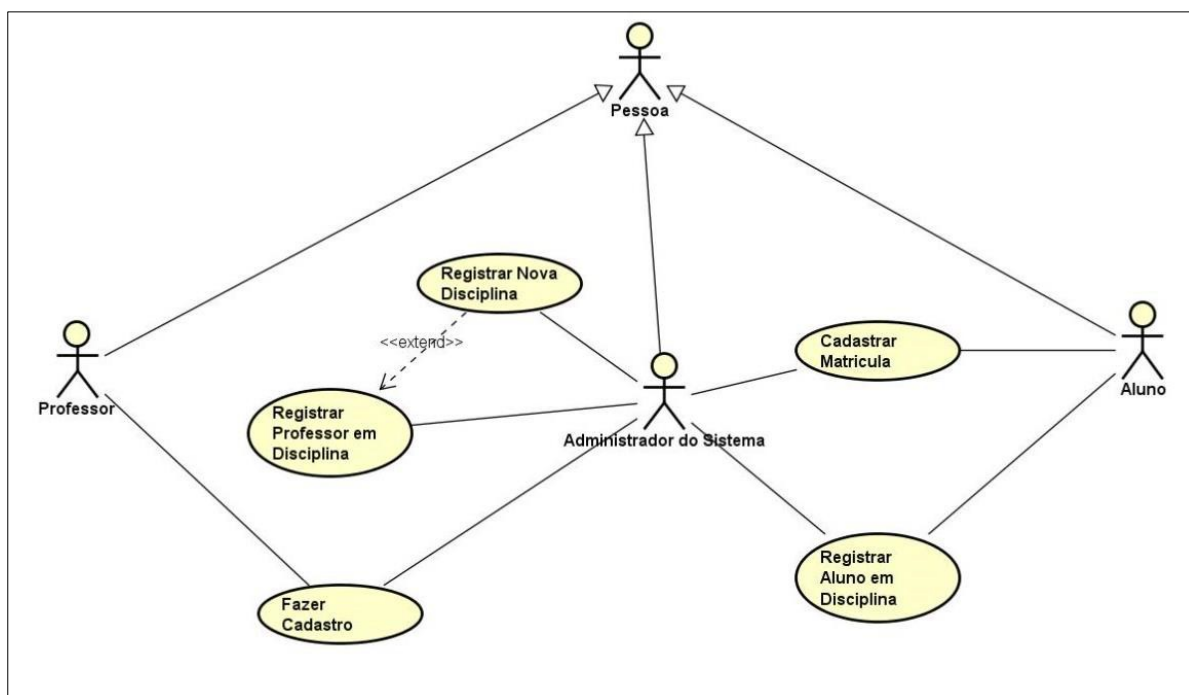 Pessoa
Registrar Nova
Disciplina
<<extend>>
Professor
Registrar
Professor em
Disciplina
Administrador do Sistema
Cadastrar
Matricula
Aluno
Fazer
Cadastro
Registrar
Aluno em
Disciplina